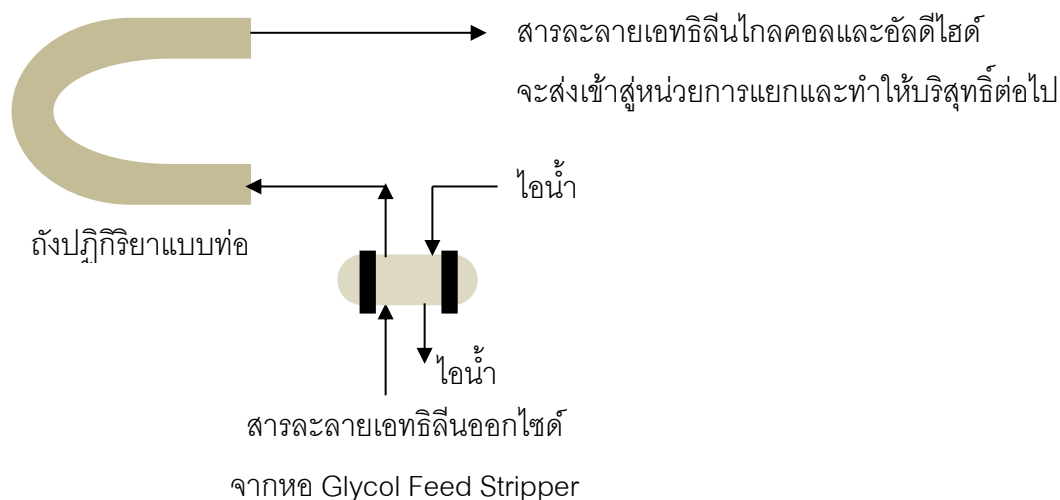 สารละลายเอทธิลีนไกลคอลและอัลดีไฮด์
จะส่งเข้าสู่หน่วยการแยกและทำให้บริสุทธิ์ต่อไป
ไอน้ำ
ถังปฏิกิริยาแบบท่อ
ไอน้ำ
สารละลายเอทธิลีนออกไซด์
จากหอ Glycol Feed Stripper